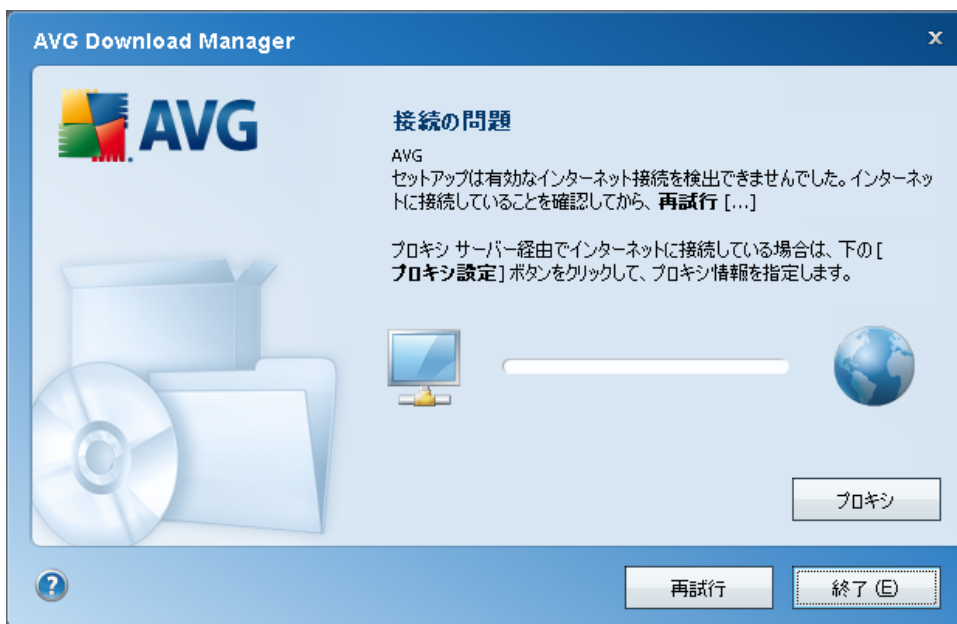 AVG Download Manager
x
AVG
接続の問題
AVG
セットアップは有効なインターネット接続を検出できませんでした。インターネッ
トに接続していることを確認してから、再試行 [...]
プロキシ サーバー経由でインターネットに接続している場合は、下の [
プロキシ設定] ボタンをクリックして、プロキシ情報を指定します。
プロキシ
?
再試行
終了 (E)